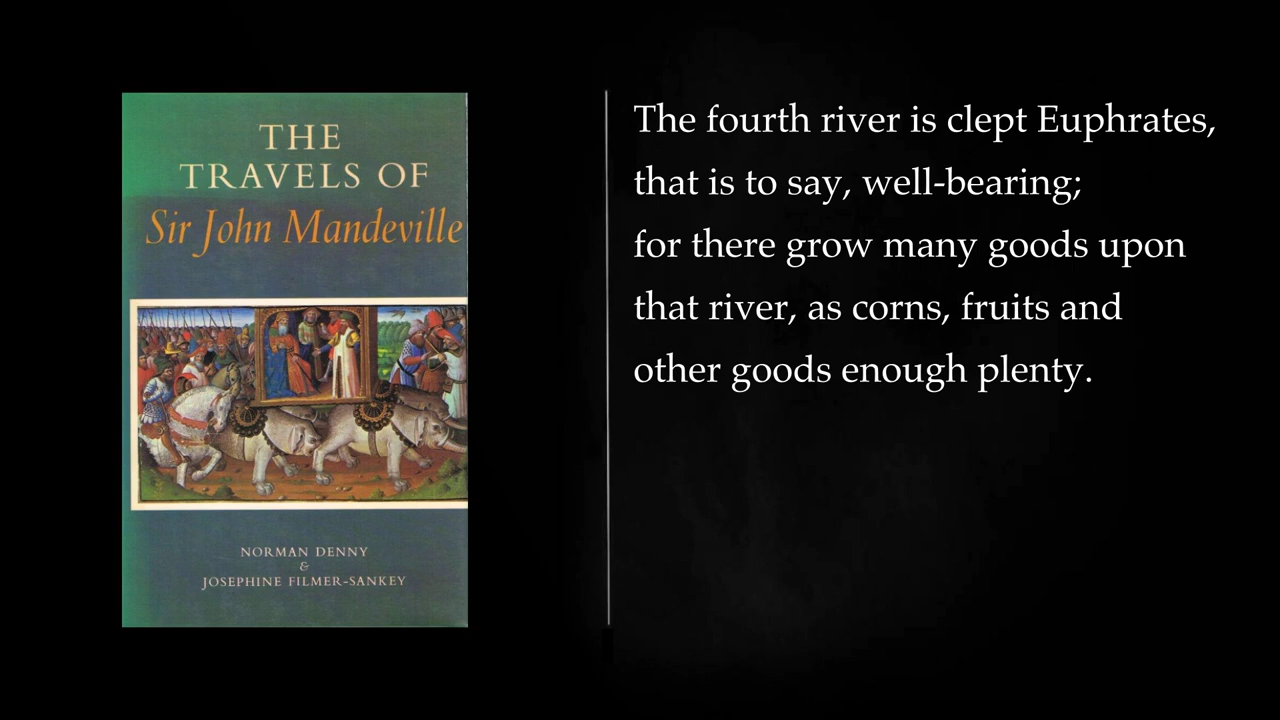 THE
TRAVELS OF
Sir John Mandeville
NORMAN DENNY
&
JOSEPHINE FILMER-SANKEY
The fourth river is clept Euphrates,
that is to say, well-bearing;
for there grow many goods upon
that river, as corns, fruits and
other goods enough plenty.